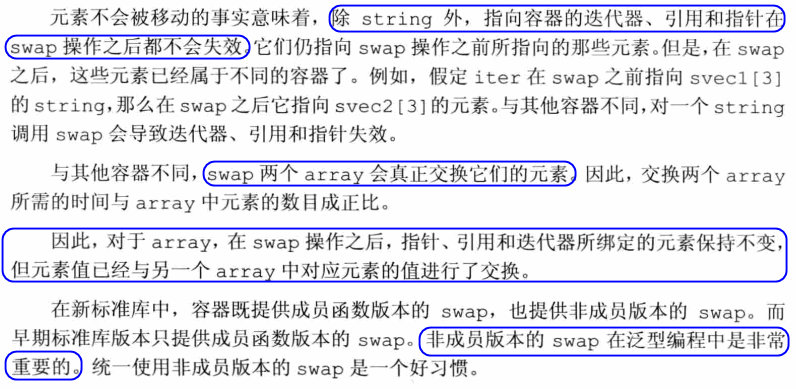 元素不会被移动的事实意味着，除 string 外，指向容器的迭代器、引用和指针在
swap 操作之后都不会失效。它们仍指向 swap 操作之前所指向的那些元素。但是，在 swap
之后，这些元素已经属于不同的容器了。例如，假定 iter 在 swap 之前指向 svec1[3]
的 string，那么在 swap 之后它指向 svec2[3]的元素。与其他容器不同，对一个 string
调用 swap 会导致迭代器、引用和指针失效。
与其他容器不同，swap 两个 array 会真正交换它们的元素。因此，交换两个 array
所需的时间与 array 中元素的数目成正比。
因此，对于 array，在 swap 操作之后，指针、引用和迭代器所绑定的元素保持不变，
但元素值已经与另一个 array 中对应元素的值进行了交换。
在新标准库中，容器既提供成员函数版本的 swap，也提供非成员版本的 swap。而
早期标准库版本只提供成员函数版本的 swap。非成员版本的 swap 在泛型编程中是非常
重要的。统一使用非成员版本的 swap 是一个好习惯。